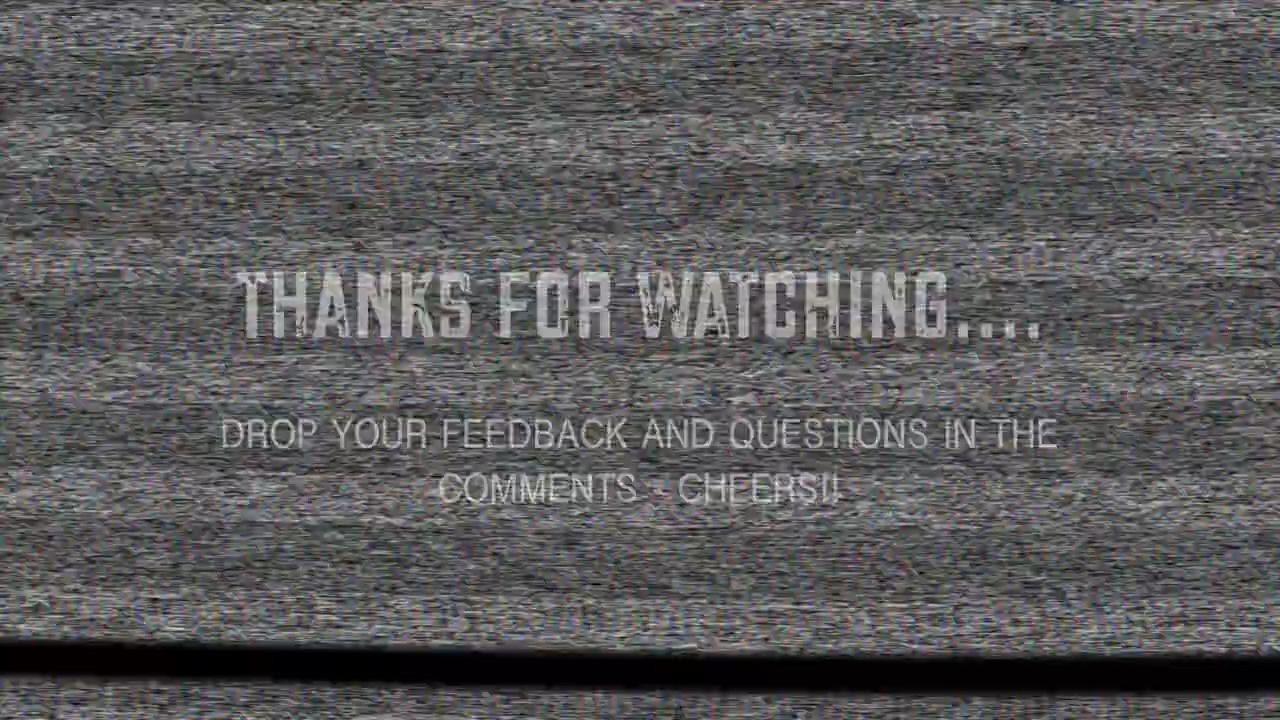 THANKS FOR WATCHING....
DROP YOUR FEEDBACK AND QUESTIONS IN THE
COMMENTS - CHEERS!!